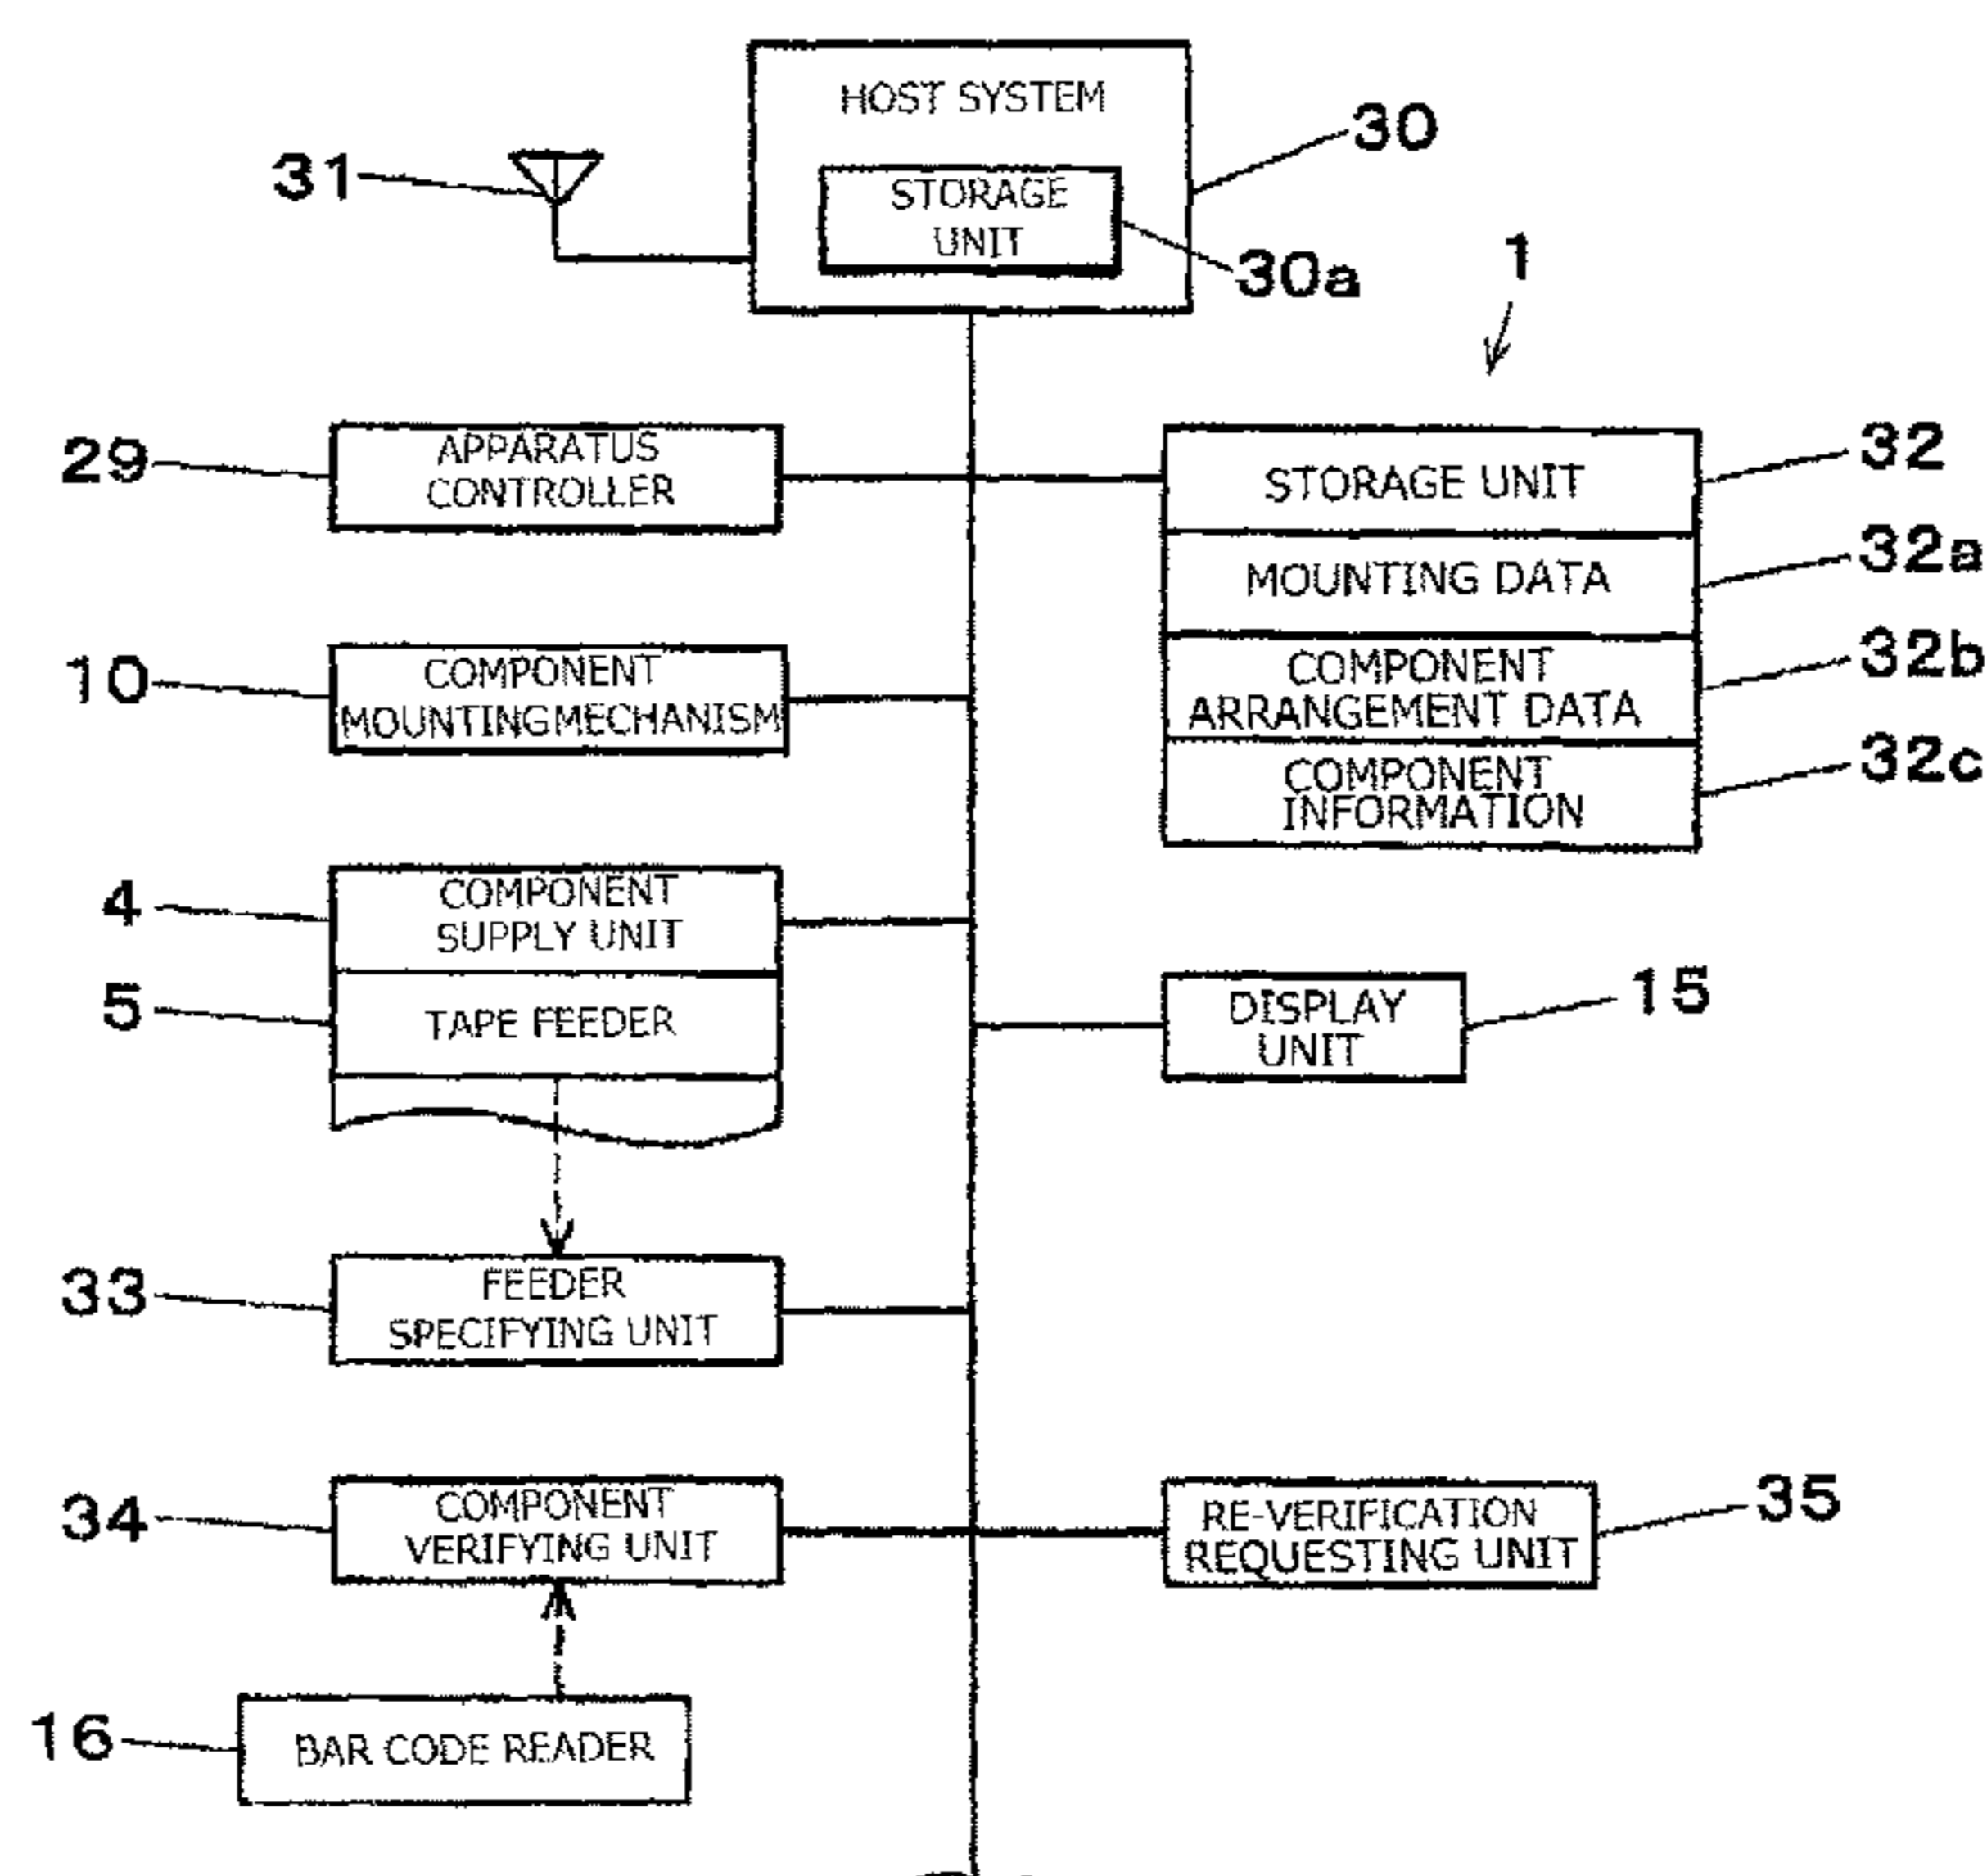 HOST SYSTEM
30
31
STORAGE
UNIT
30a
1
29
APPARATUS
CONTROLLER
STORAGE UNIT
32
MOUNTING DATA
32a
10
COMPONENT
MOUNTING MECHANISM
COMPONENT
ARRANGEMENT DATA
32b
COMPONENT
INFORMATION
32c
4
COMPONENT
SUPPLY UNIT
5
TAPE FEEDER
DISPLAY
UNIT
15
33
FEEDER
SPECIFYING UNIT
34
COMPONENT
VERIFYING UNIT
RE-VERIFICATION
REQUESTING UNIT
35
16
BAR CODE READER